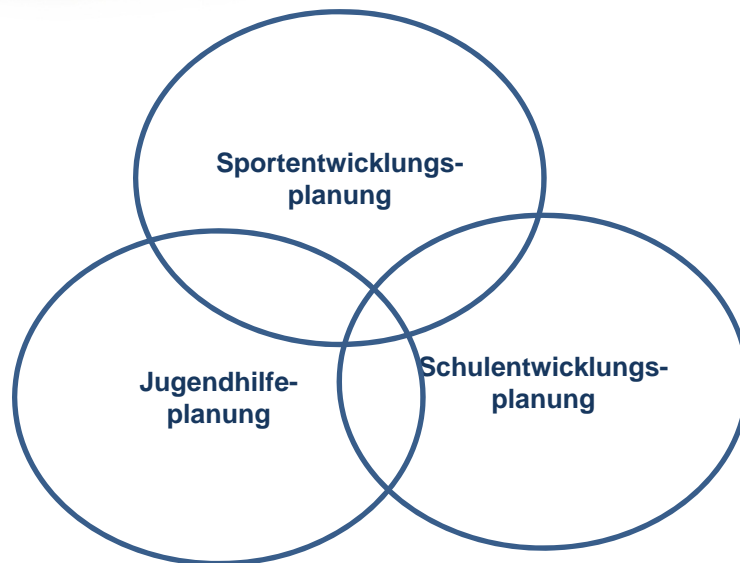 Sportentwicklungs-
planung
Jugendhilfe-
planung
Schulentwicklungs-
planung